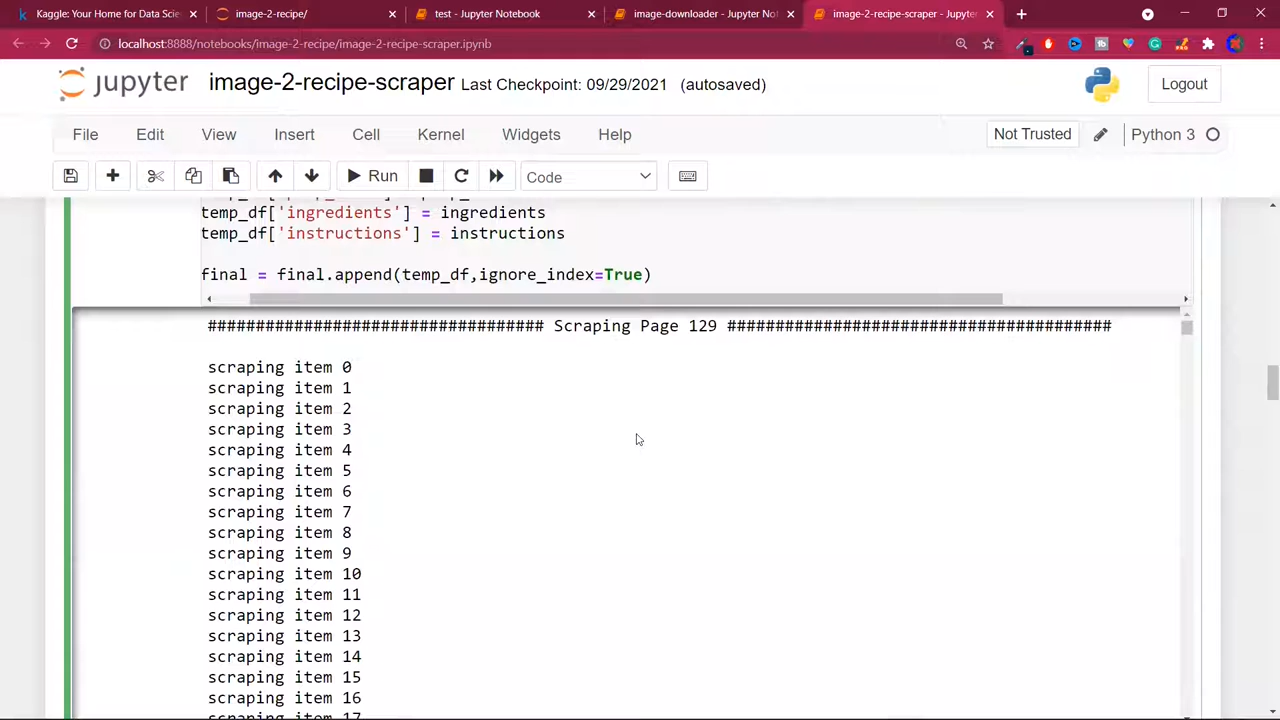 Kaggle: Your Home for Data Scien
image-2-recipe/
test - Jupyter Notebook
image-downloader - Jupyter Not
image-2-recipe-scraper - Jupyter
localhost:8888/notebooks/image-2-recipe/image-2-recipe-scraper.ipynb
jupyter image-2-recipe-scraper Last Checkpoint: 09/29/2021 (autosaved)
Logout
File Edit View Insert Cell Kernel Widgets Help
Not Trusted
Python 3
Run
Code
temp_df['ingredients'] = ingredients
temp_df['instructions'] = instructions
final = final.append(temp_df,ignore_index=True)
################################### Scraping Page 129 ########################################
scraping item 0
scraping item 1
scraping item 2
scraping item 3
scraping item 4
scraping item 5
scraping item 6
scraping item 7
scraping item 8
scraping item 9
scraping item 10
scraping item 11
scraping item 12
scraping item 13
scraping item 14
scraping item 15
scraping item 16
scraping item 17